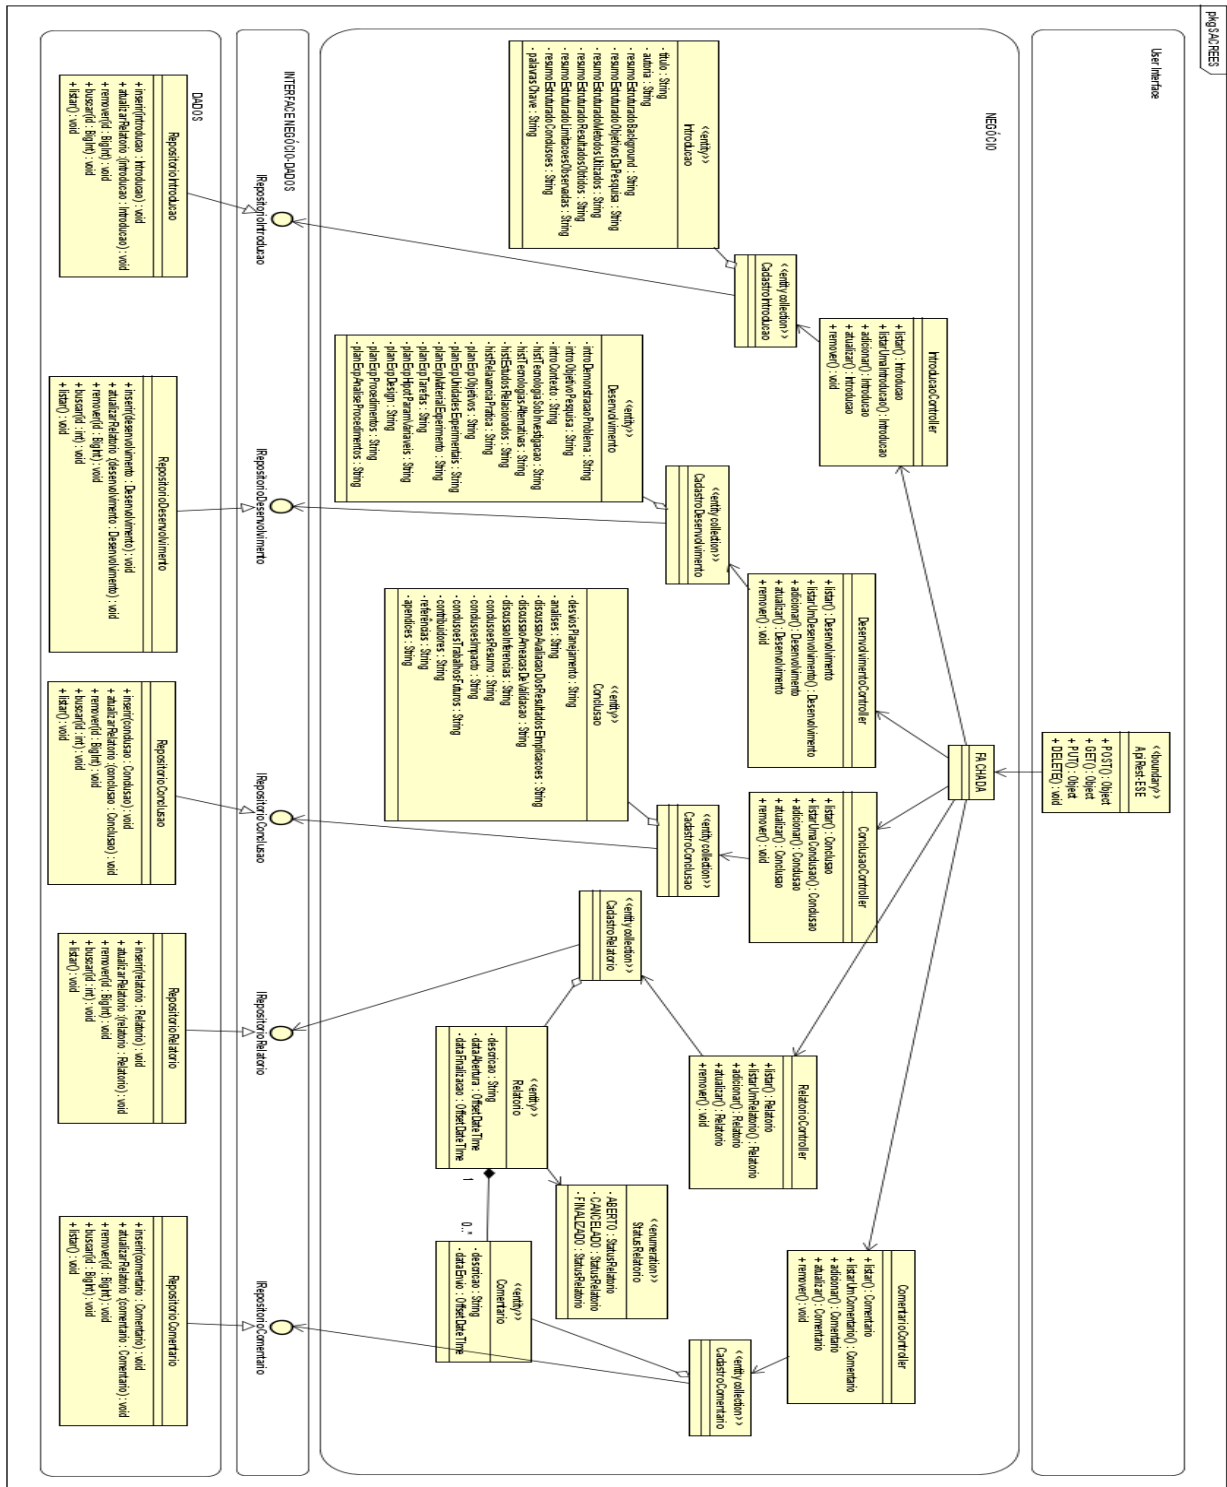 pkg SACREES
User Interface
<<boundary>>
Api Rest-ESE
+ POST() : Object
+ GET() : Object
+ PUT() : Object
+ DELETE() : void
NEGÓCIO
FACHADA
IntroducaoController
+ listar() : Introducao
+ listarUmaIntroducao() : Introducao
+ adicionar() : Introducao
+ atualizar() : Introducao
+ remover() : void
DesenvolvimentoController
+ listar() : Desenvolvimento
+ listarUmDesenvolvimento() : Desenvolvimento
+ adicionar() : Desenvolvimento
+ atualizar() : Desenvolvimento
+ remover() : void
ConclusaoController
+ listar() : Conclusao
+ listarUmaConclusao() : Conclusao
+ adicionar() : Conclusao
+ atualizar() : Conclusao
+ remover() : void
RelatorioController
+ listar() : Relatorio
+ listarUmRelatorio() : Relatorio
+ adicionar() : Relatorio
+ atualizar() : Relatorio
+ remover() : void
ComentarioController
+ listar() : Comentario
+ listarUmComentario() : Comentario
+ adicionar() : Comentario
+ atualizar() : Comentario
+ remover() : void
<<entity collection>>
CadastroIntroducao
<<entity collection>>
CadastroDesenvolvimento
<<entity collection>>
CadastroConclusao
<<entity collection>>
CadastroRelatorio
<<entity collection>>
CadastroComentario
<<entity>>
Introducao
- titulo : String
- autoria : String
- resumoEstruturadoBackground : String
- resumoEstruturadoObjetivosDaPesquisa : String
- resumoEstruturadoMetodosUtilizados : String
- resumoEstruturadoResultadosObtidos : String
- resumoEstruturadoLimitacoesObservadas : String
- resumoEstruturadoConclusoes : String
- palavrasChave : String
<<entity>>
Desenvolvimento
- introDemonstracaoProblema : String
- introObjetivoPesquisa : String
- introContexto : String
- histTecnologiaSobInvestigacao : String
- histTecnologiasAlternativas : String
- histEstudosRelacionados : String
- histRelavanciaPratica : String
- planExpObjetivos : String
- planExpUnidadesExperimentais : String
- planExpMaterialExperimento : String
- planExpTarefas : String
- planExpHipotParamVariaveis : String
- planExpDesign : String
- planExpProcedimentos : String
- planExpAnaliseProcedimentos : String
<<entity>>
Conclusao
- desviosPlanejamento : String
- analises : String
- discussaoAvaliacaoDosResultadosEImplicacoes : String
- discussaoAmeacasDaValidacao : String
- discussaoInferencias : String
- conclusoesResumo : String
- conclusoesImpacto : String
- conclusoesTrabalhosFuturos : String
- contribuidores : String
- referências : String
- apendices : String
<<entity>>
Relatorio
- descricao : String
- dataAbertura : OffsetDateTime
- dataFinalizacao : OffsetDateTime
<<enumeration>>
StatusRelatorio
- ABERTO : StatusRelatorio
- CANCELADO : StatusRelatorio
- FINALIZADO : StatusRelatorio
1
0..*
<<entity>>
Comentario
- descricao : String
- dataEnvio : OffsetDateTime
INTERFACE NEGÓCIO-DADOS
IRepositorioIntroducao
IRepositorioDesenvolvimento
IRepositorioConclusao
IRepositorioRelatorio
IRepositorioComentario
DADOS
RepositorioIntroducao
+ inserir(introducao : Introducao) : void
+ atualizarRelatorio :(introducao : Introducao) : void
+ remover(id : BigInt) : void
+ buscar(id : BigInt) : void
+ listar() : void
RepositorioDesenvolvimento
+ inserir(desenvolvimento : Desenvolvimento) : void
+ atualizarRelatorio :(desenvolvimento : Desenvolvimento) : void
+ remover(id : BigInt) : void
+ buscar(id : int) : void
+ listar() : void
RepositorioConclusao
+ inserir(conclusao : Conclusao) : void
+ atualizarRelatorio :(conclusao : Conclusao) : void
+ remover(id : BigInt) : void
+ buscar(id : int) : void
+ listar() : void
RepositorioRelatorio
+ inserir(relatorio : Relatorio) : void
+ atualizarRelatorio :(relatorio : Relatorio) : void
+ remover(id : BigInt) : void
+ buscar(id : int) : void
+ listar() : void
RepositorioComentario
+ inserir(comentario : Comentario) : void
+ atualizarRelatorio :(comentario : Comentario) : void
+ remover(id : BigInt) : void
+ buscar(id : BigInt) : void
+ listar() : void